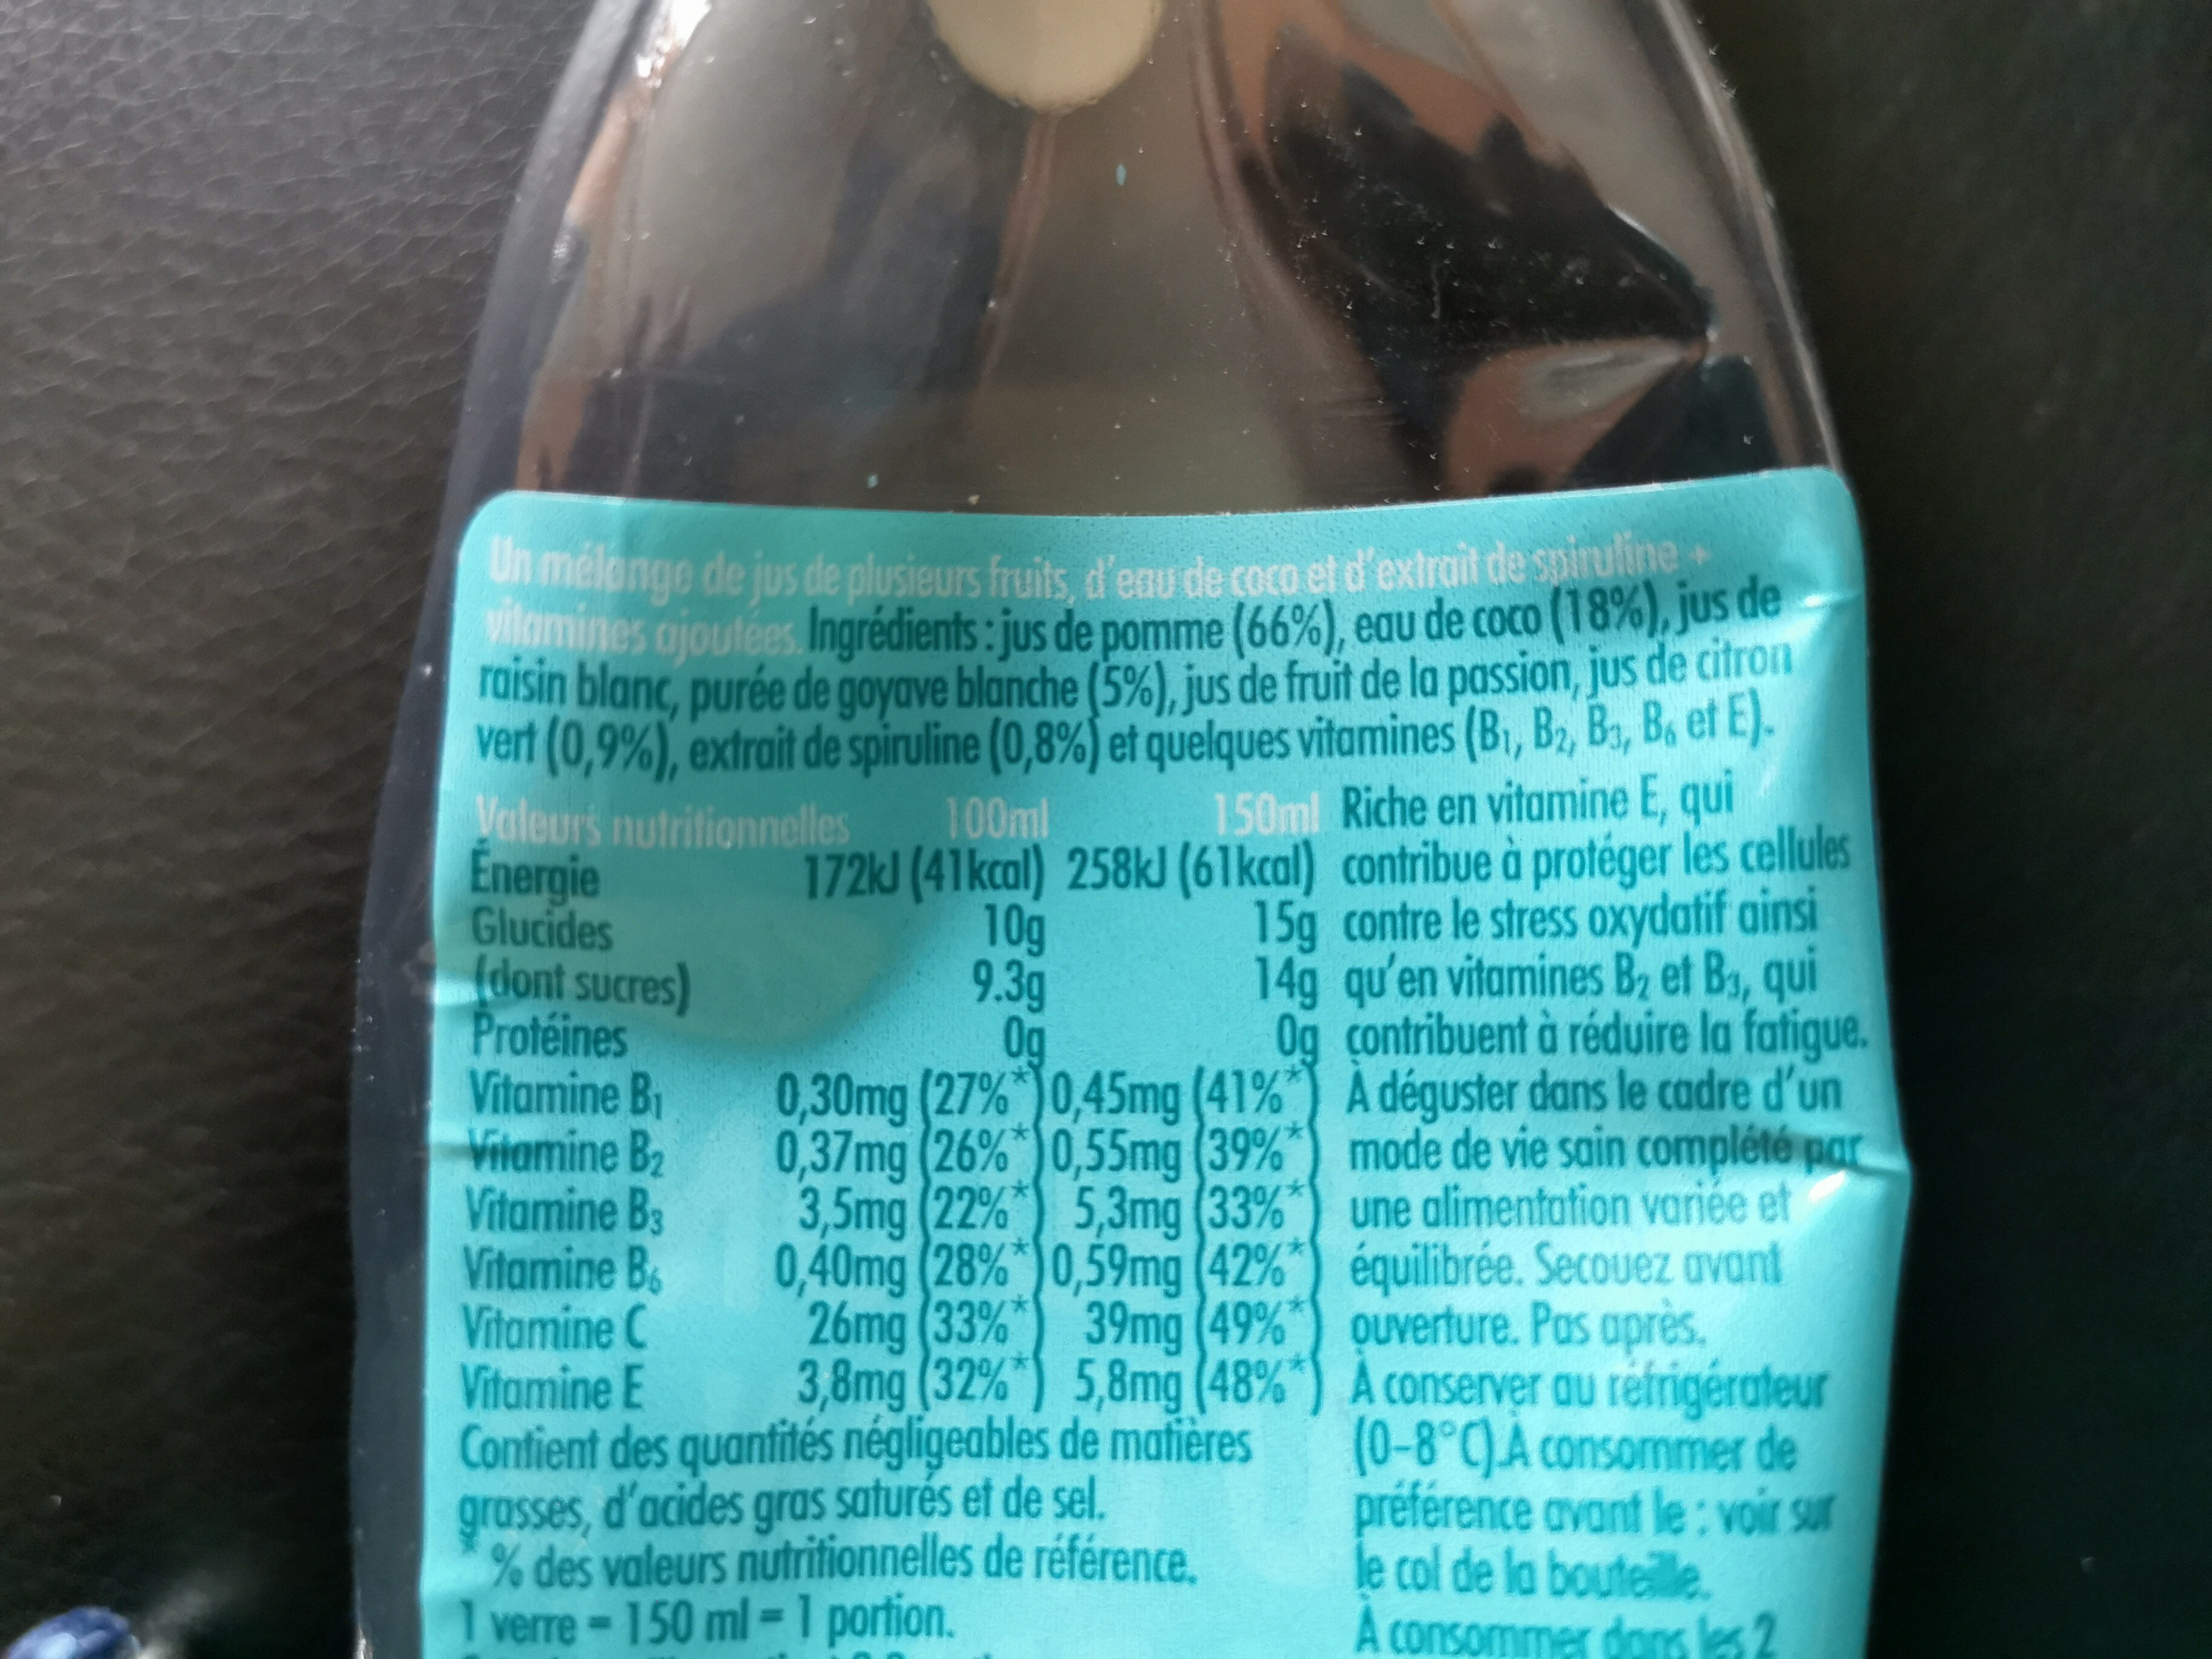 Un mélange de jus de plusieurs fruits, d'eau de coco et d'extrait de spiruline +
vitamines ajoutées. Ingrédients : jus de pomme (66%), eau de coco (18%), jus de
raisin blanc, purée de goyave blanche (5%), jus de fruit de la passion, jus de citron
vert (0,9%), extrait de spiruline (0,8%) et quelques vitamines (B1, B2, B3, B6 et E).
Valeurs nutritionnelles 100ml 150ml
Énergie 172kJ (41kcal) 258kJ (61kcal)
Glucides 10g 15g
(dont sucres) 9.3g 14g
Protéines 0g 0g
Vitamine B1 0,30mg (27%*) 0,45mg (41%*)
Vitamine B2 0,37mg (26%*) 0,55mg (39%*)
Vitamine B3 3,5mg (22%*) 5,3mg (33%*)
Vitamine B6 0,40mg (28%*) 0,59mg (42%*)
Vitamine C 26mg (33%*) 39mg (49%*)
Vitamine E 3,8mg (32%*) 5,8mg (48%*)
Contient des quantités négligeables de matières
grasses, d'acides gras saturés et de sel.
*% des valeurs nutritionnelles de référence.
1 verre = 150 ml = 1 portion.
Riche en vitamine E, qui
contribue à protéger les cellules
contre le stress oxydatif ainsi
qu'en vitamines B2 et B3, qui
contribuent à réduire la fatigue.
À déguster dans le cadre d'un
mode de vie sain complété par
une alimentation variée et
équilibrée. Secouez avant
ouverture. Pas après.
À conserver au réfrigérateur
(0-8°C).À consommer de
préférence avant le : voir sur
le col de la bouteille.
À consommer dans les 2